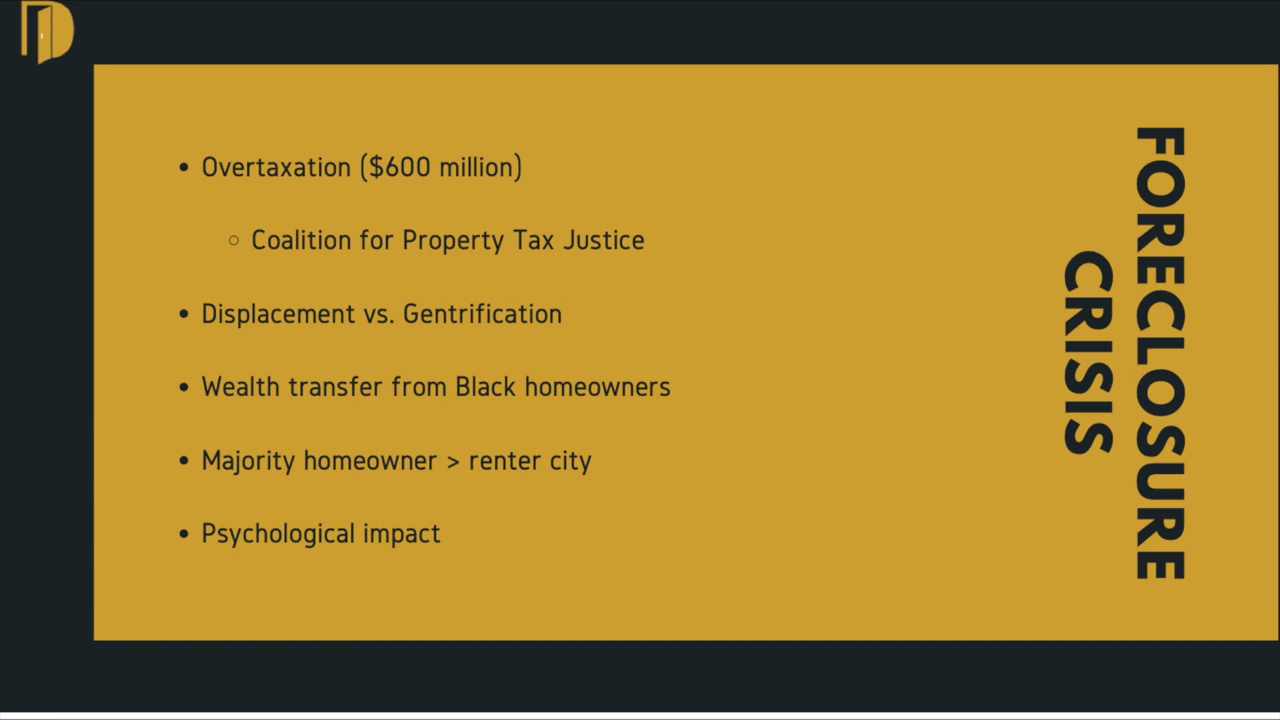 FORECLOSURE
CRISIS
• Overtaxation ($600 million)
◦ Coalition for Property Tax Justice
• Displacement vs. Gentrification
• Wealth transfer from Black homeowners
• Majority homeowner > renter city
• Psychological impact